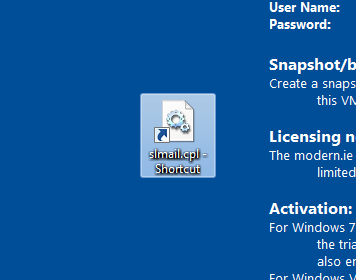 User Name:
Password:
Snapshot/b
Create a snaps
this VM
slmail.cpl -
Shortcut
Licensing n
The modern.ie
limited
Activation:
For Windows 7
the tria
also er
For Windows V